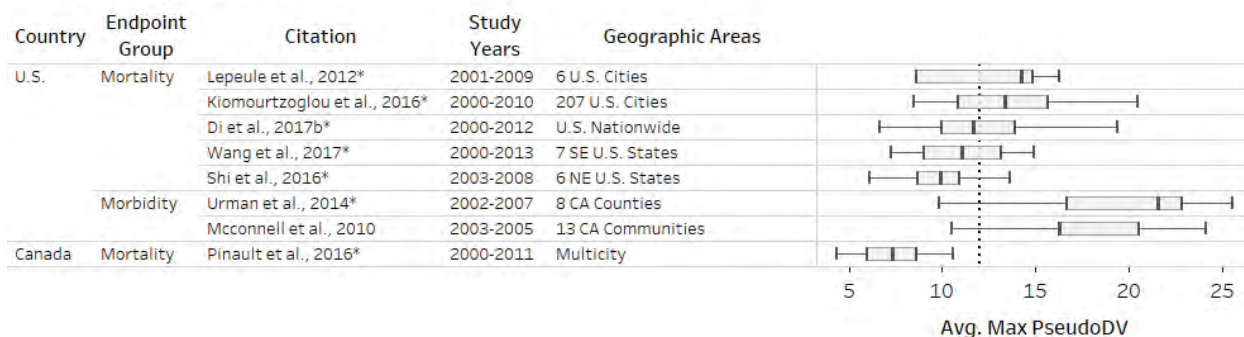 Country Endpoint Group Citation Study Years Geographic Areas
U.S. Mortality Lepeule et al., 2012* 2001-2009 6 U.S. Cities
Kiomourtzoglou et al., 2016* 2000-2010 207 U.S. Cities
Di et al., 2017b* 2000-2012 U.S. Nationwide
Wang et al., 2017* 2000-2013 7 SE U.S. States
Shi et al., 2016* 2003-2008 6 NE U.S. States
Morbidity Urman et al., 2014* 2002-2007 8 CA Counties
Mcconnell et al., 2010 2003-2005 13 CA Communities
Canada Mortality Pinault et al., 2016* 2000-2011 Multicity
5 10 15 20 25
Avg. Max PseudoDV